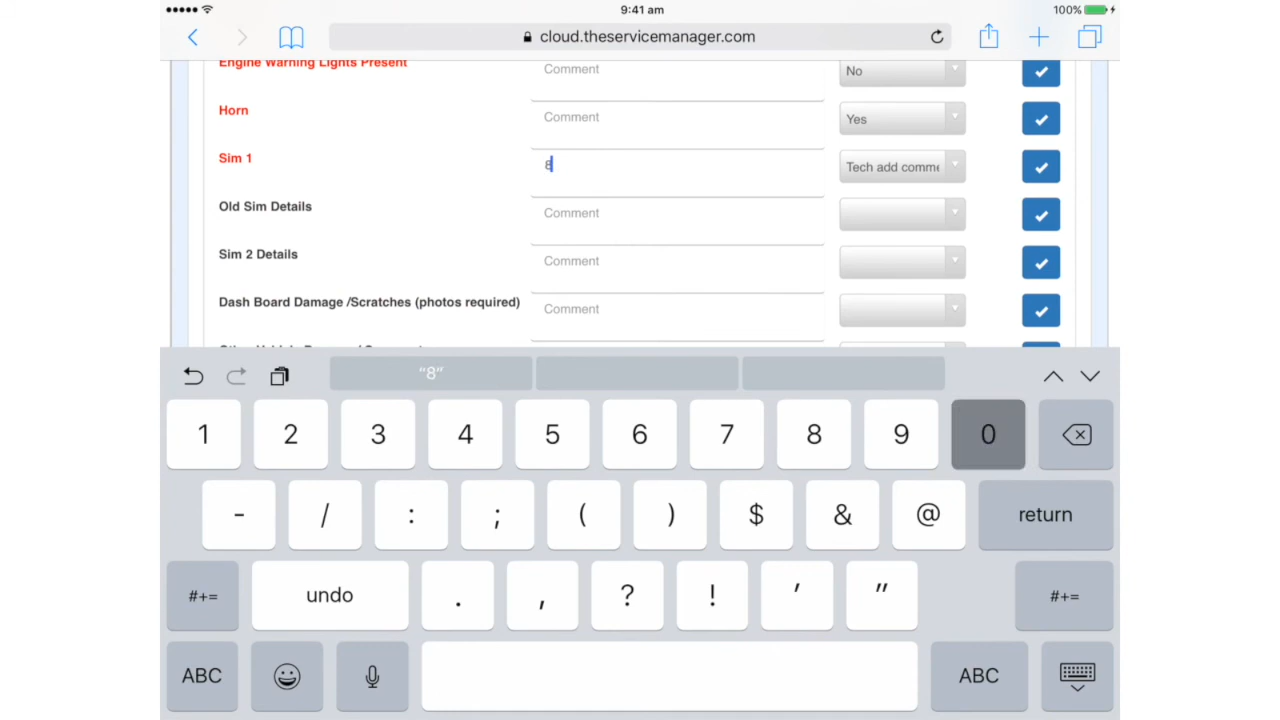 9:41 am
100%
cloud.theservicemanager.com
Engine Warning Lights Present Comment No
Horn Comment Yes
Sim 1 8 Tech add comme
Old Sim Details Comment
Sim 2 Details Comment
Dash Board Damage /Scratches (photos required) Comment
"8"
1 2 3 4 5 6 7 8 9 0
- / : ; ( ) $ & @ return
#+= undo . , ? ! ' " #+=
ABC ABC